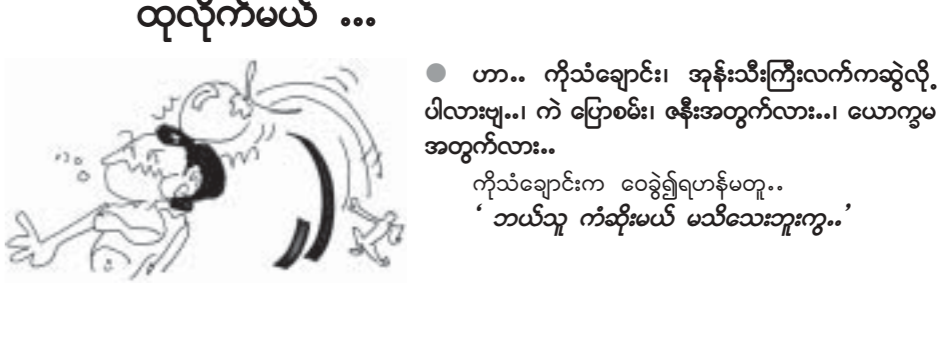 ထုလိုက်မယ် ...
ဟာ.. ကိုသံချောင်း၊ အုန်းသီးကြီးလက်ကဆွဲလို့
ပါလားဗျ..၊ ကဲ ပြောစမ်း၊ ဇနီးအတွက်လား..၊ ယောက္ခမ
အတွက်လား..
ကိုသံချောင်းက ဝေခွဲ၍ရဟန်မတူ..
‘ ဘယ်သူ ကံဆိုးမယ် မသိသေးဘူးကွ..’